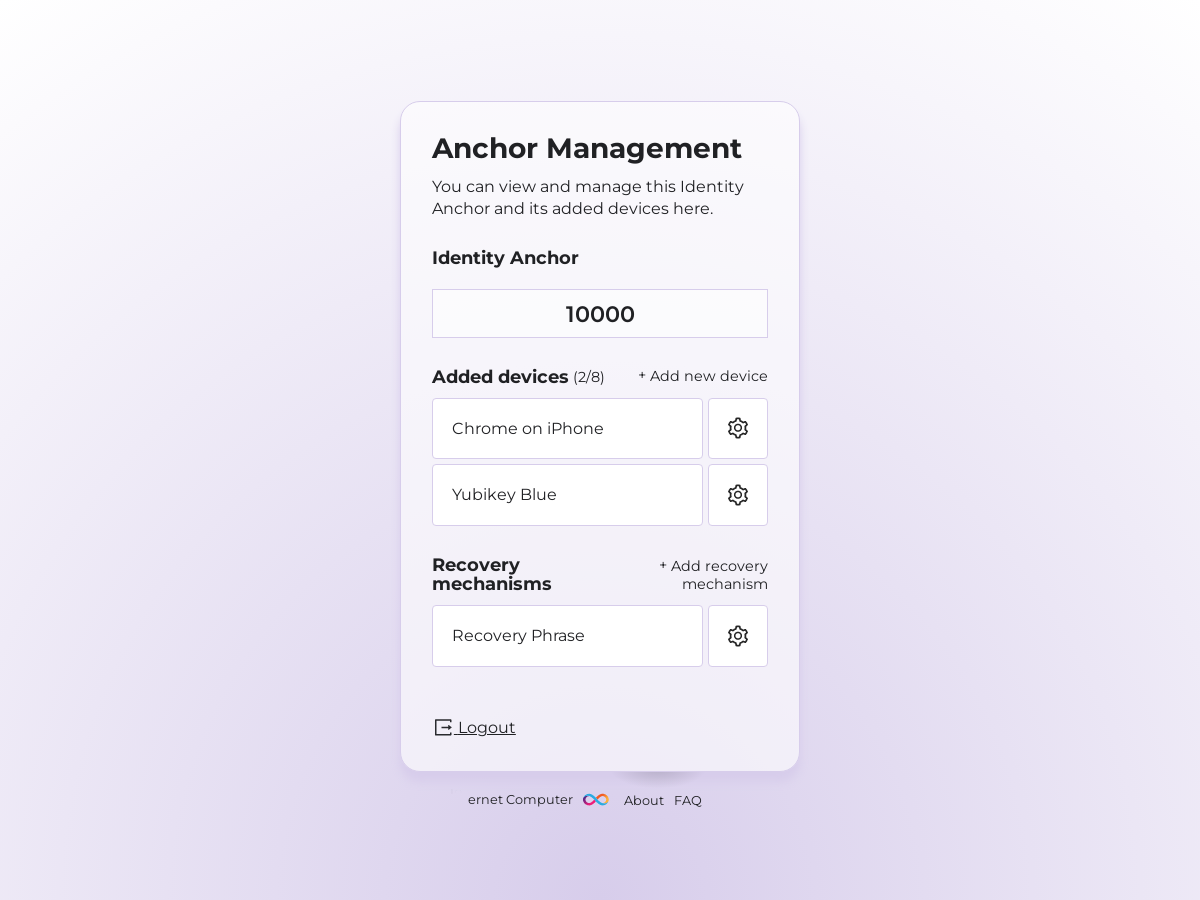 Anchor Management
You can view and manage this Identity
Anchor and its added devices here.
Identity Anchor
10000
Added devices (2/8) + Add new device
Chrome on iPhone
Yubikey Blue
Recovery
mechanisms
+ Add recovery
mechanism
Recovery Phrase
Logout
ernet Computer About FAQ